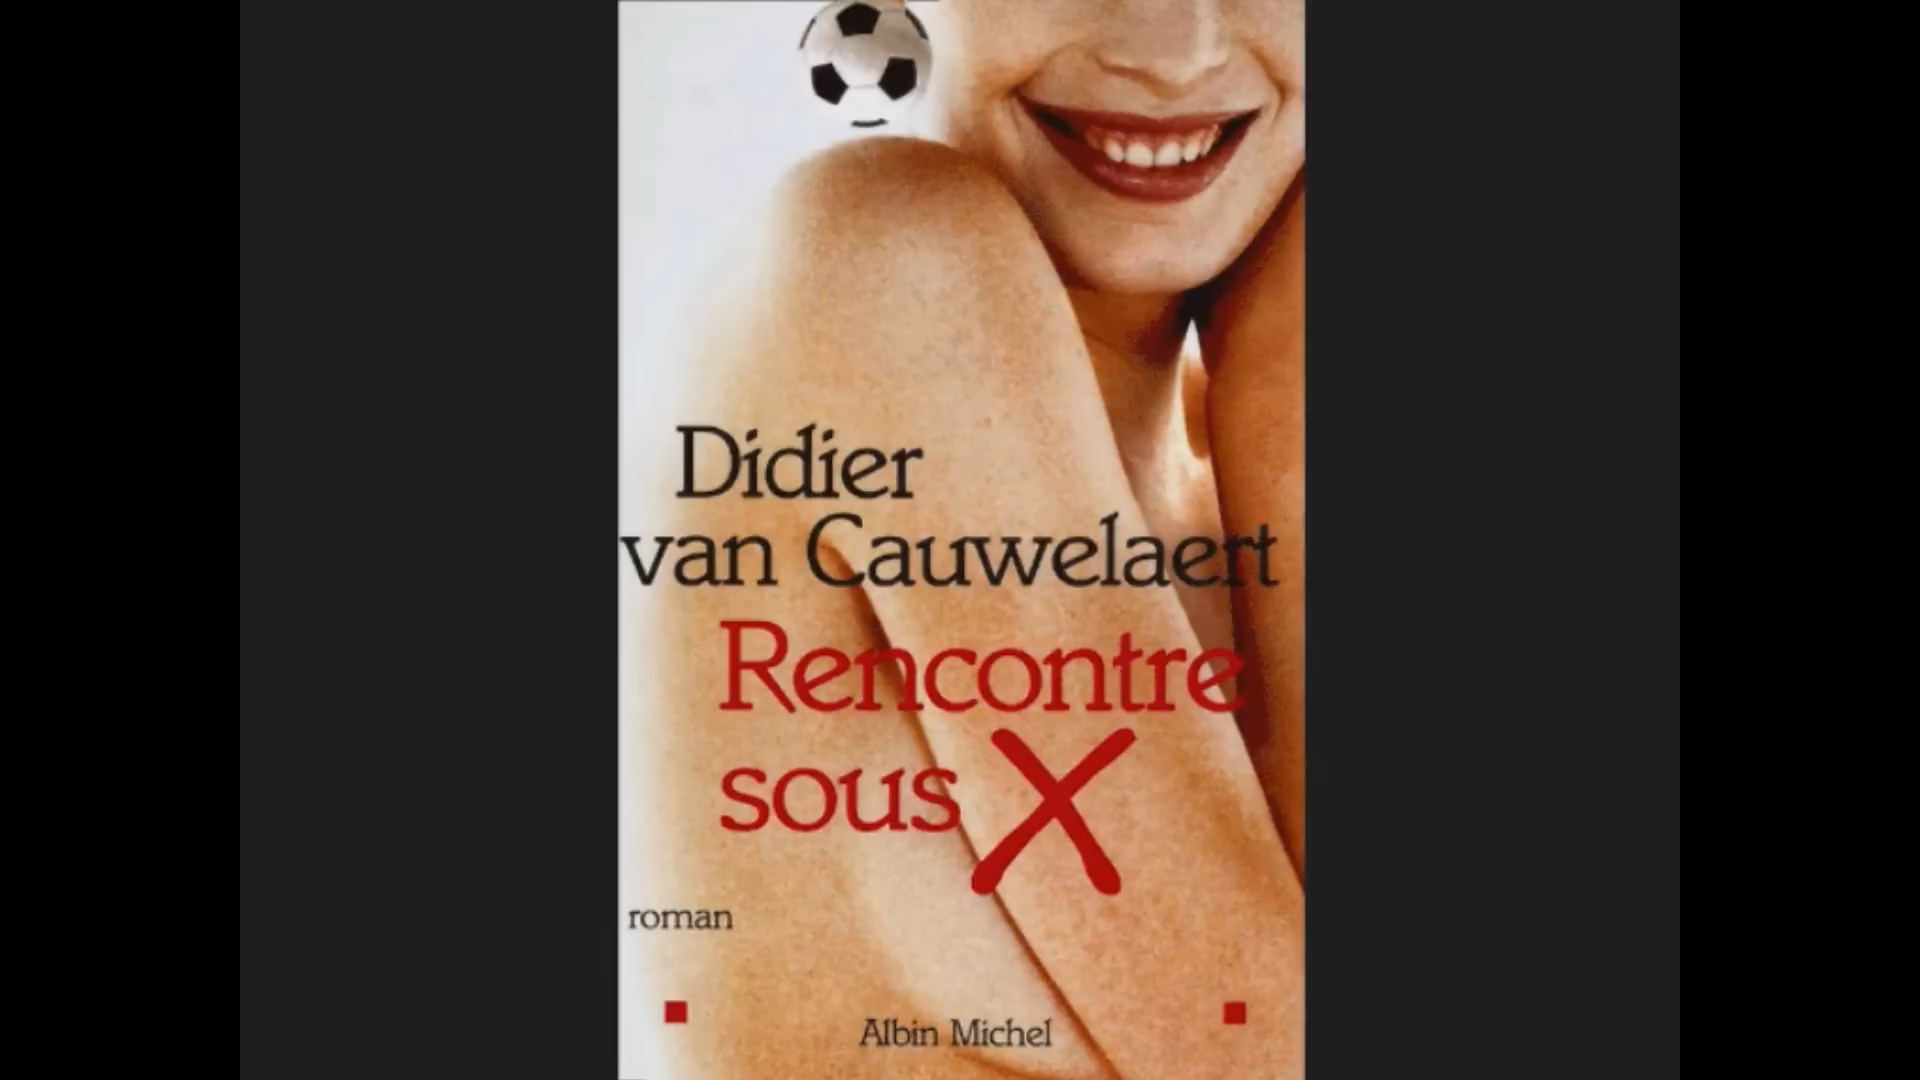 Didier
van Cauwelaert
Rencontre
sous X
roman
Albin Michel